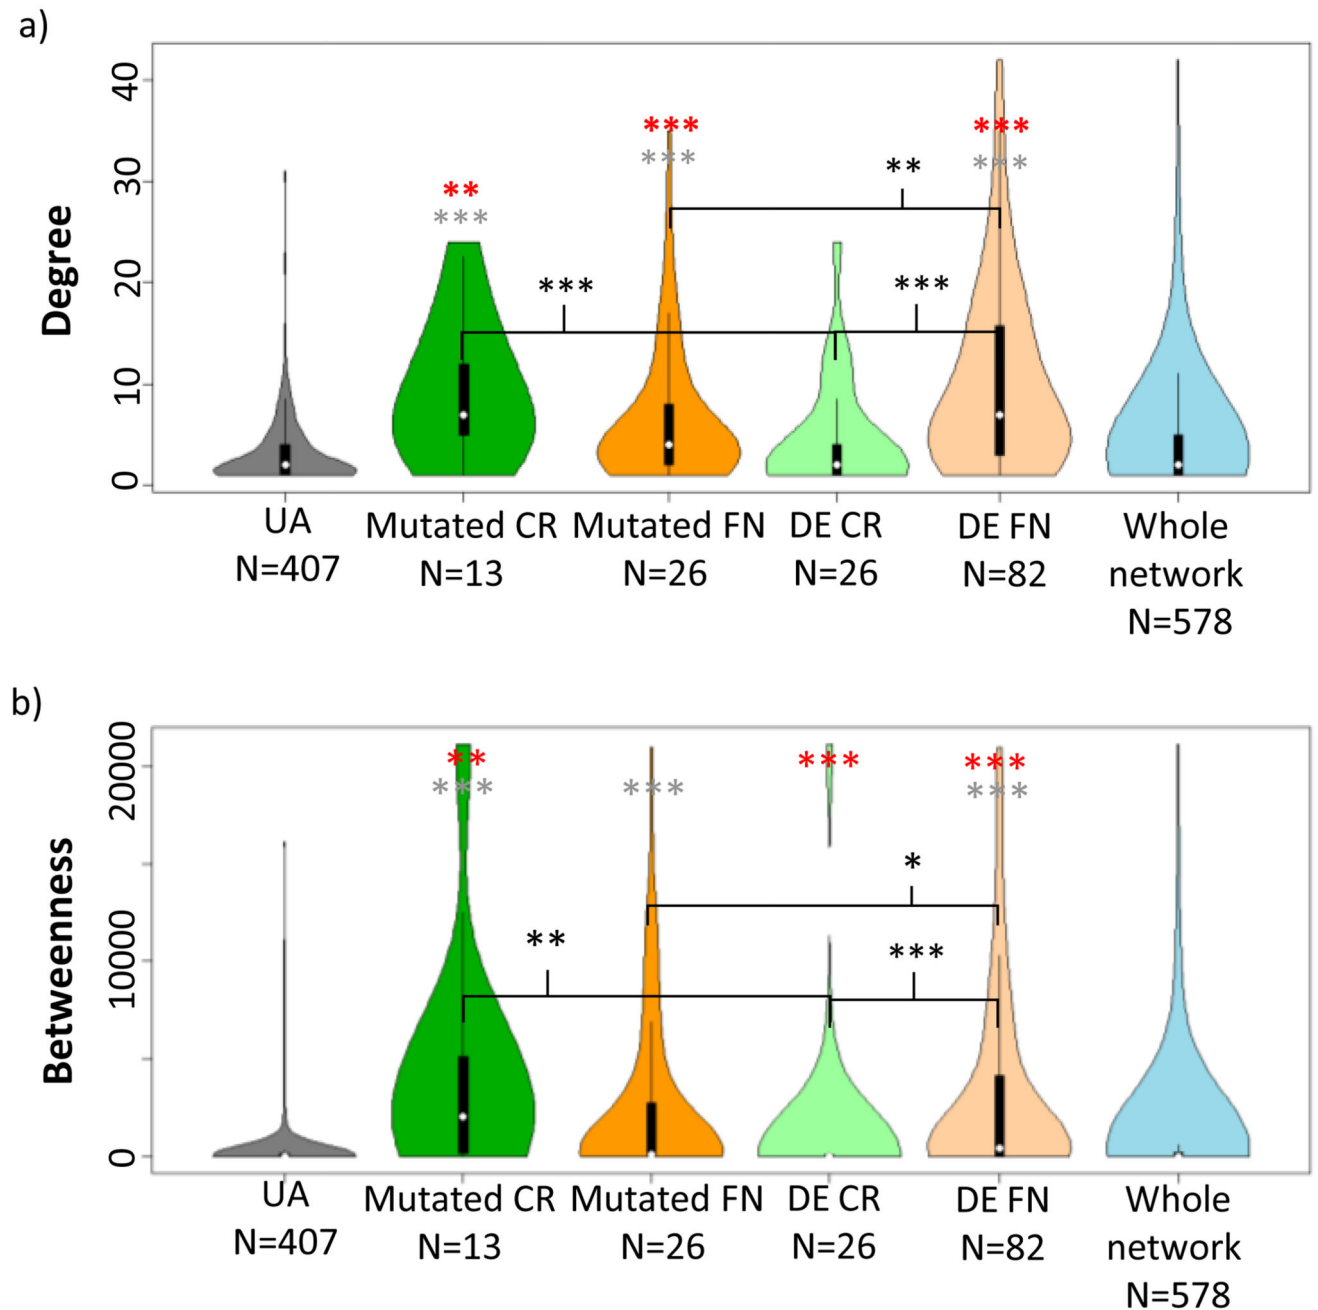 a)
Degree
40
30
20
10
0
**
***
***
***
***
***
**
***
***
UA
N=407
Mutated CR
N=13
Mutated FN
N=26
DE CR
N=26
DE FN
N=82
Whole
network
N=578
b)
Betweenness
20000
10000
0
**
***
***
***
***
***
*
**
***
UA
N=407
Mutated CR
N=13
Mutated FN
N=26
DE CR
N=26
DE FN
N=82
Whole
network
N=578